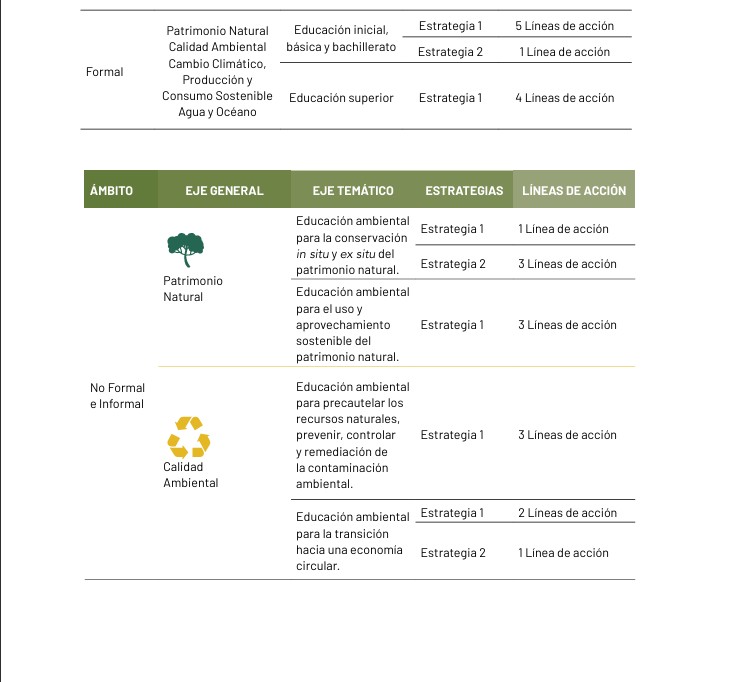 Formal
Patrimonio Natural
Calidad Ambiental
Cambio Climático,
Producción y
Consumo Sostenible
Agua y Océano
Educación inicial,
básica y bachillerato
Estrategia 1
5 Líneas de acción
Estrategia 2
1 Línea de acción
Educación superior
Estrategia 1
4 Líneas de acción
ÁMBITO
EJE GENERAL
EJE TEMÁTICO
ESTRATEGIAS
LÍNEAS DE ACCIÓN
No Formal
e Informal
Patrimonio
Natural
Educación ambiental
para la conservación
in situ y ex situ del
patrimonio natural.
Estrategia 1
1 Línea de acción
Estrategia 2
3 Líneas de acción
Educación ambiental
para el uso y
aprovechamiento
sostenible del
patrimonio natural.
Estrategia 1
3 Líneas de acción
Calidad
Ambiental
Educación ambiental
para precautelar los
recursos naturales,
prevenir, controlar
y remediación de
la contaminación
ambiental.
Estrategia 1
3 Líneas de acción
Educación ambiental
para la transición
hacia una economía
circular.
Estrategia 1
2 Líneas de acción
Estrategia 2
1 Línea de acción